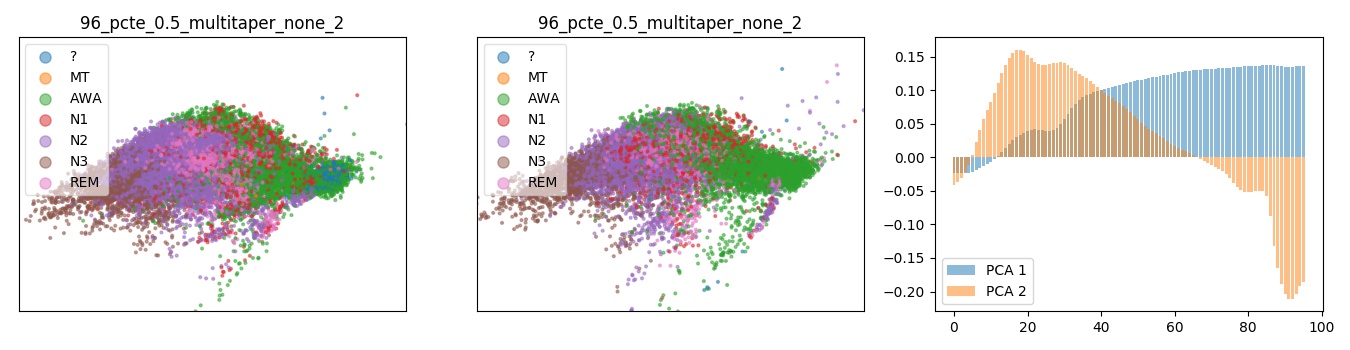 96_pcte_0.5_multitaper_none_2
?
MT
AWA
N1
N2
N3
REM
96_pcte_0.5_multitaper_none_2
?
MT
AWA
N1
N2
N3
REM
0.15
0.10
0.05
0.00
−0.05
−0.10
−0.15
−0.20
PCA 1
PCA 2
0 20 40 60 80 100